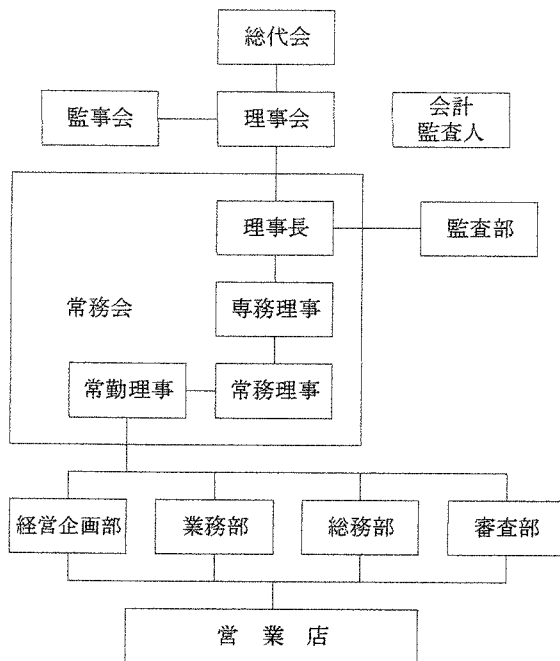 総代会
監事会
理事会
会計
監査人
理事長
監査部
常務会
専務理事
常勤理事
常務理事
経営企画部
業務部
総務部
審査部
営業店